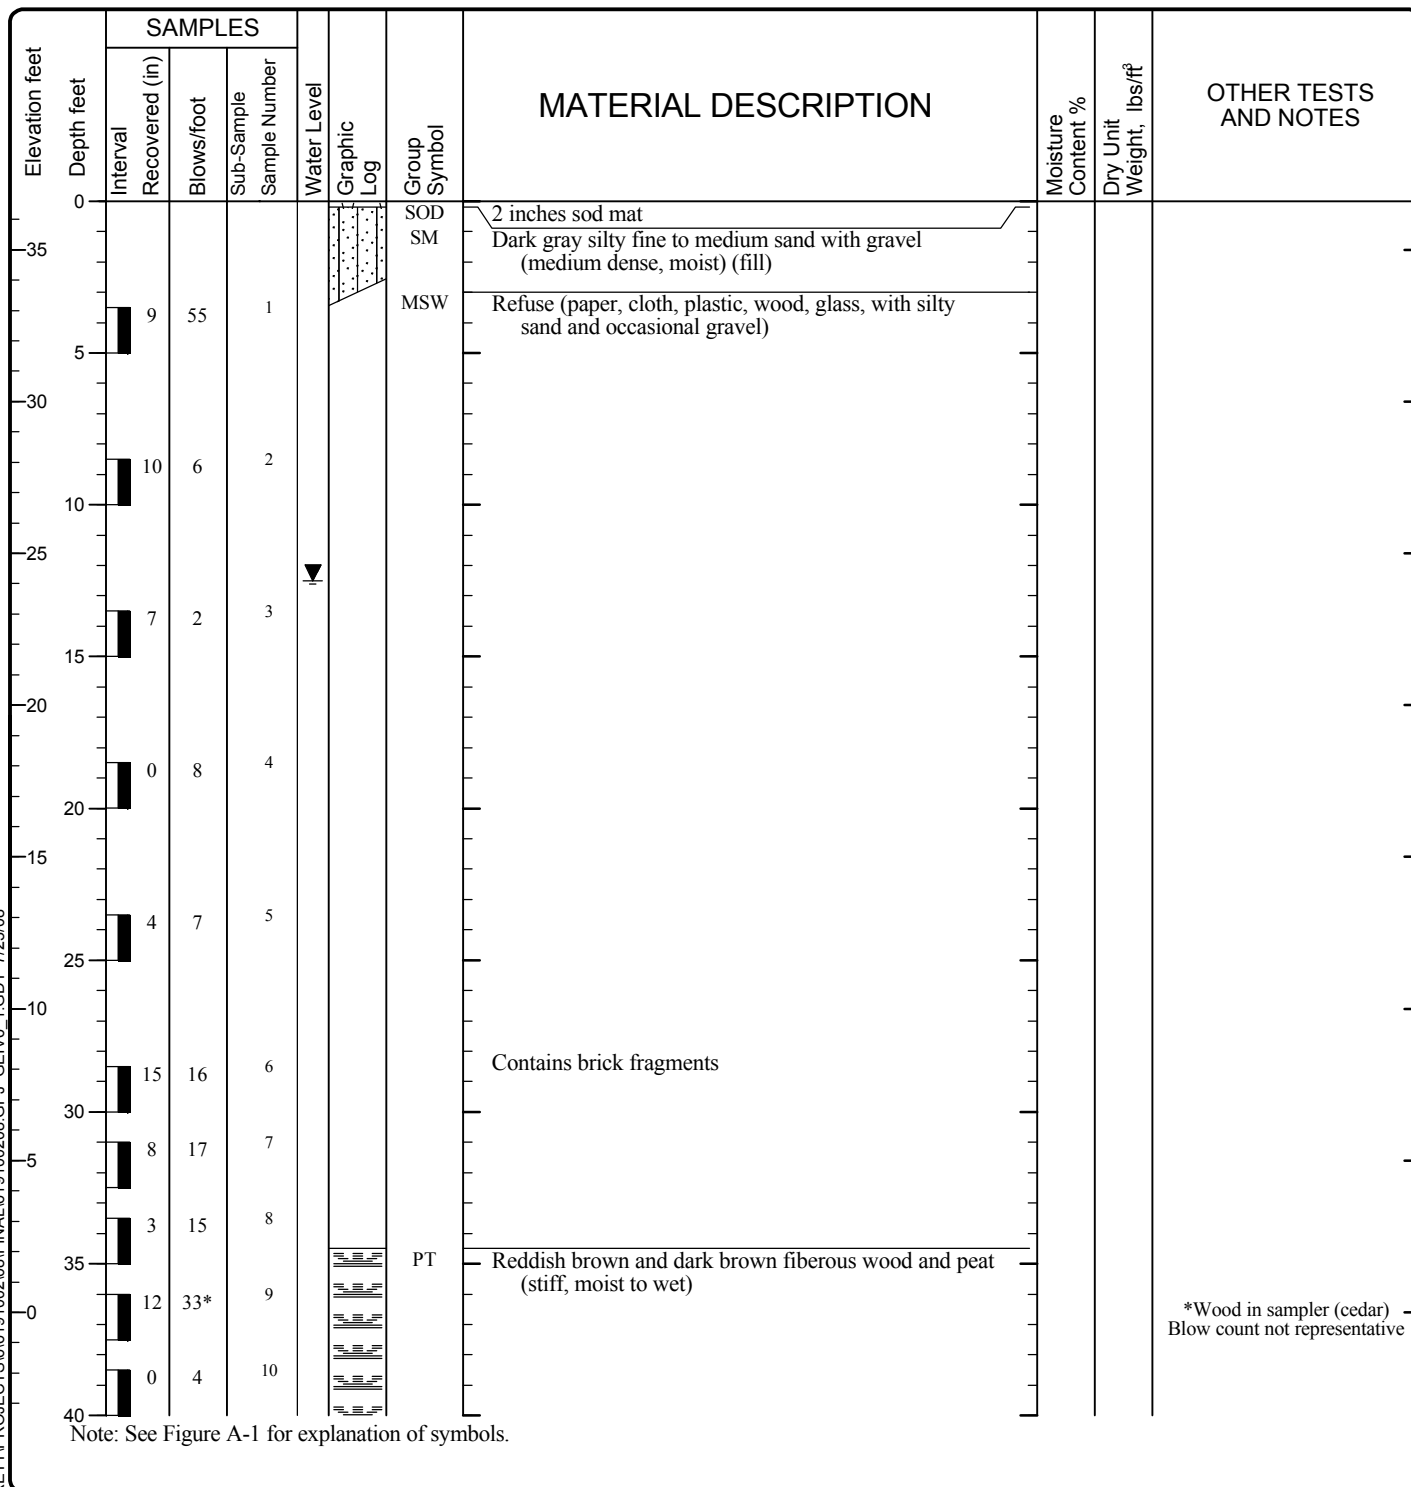 SAMPLES
Elevation feet
Depth feet
Interval
Recovered (in)
Blows/foot
Sub-Sample
Sample Number
Water Level
Graphic
Log
Group
Symbol
MATERIAL DESCRIPTION
Moisture
Content %
Dry Unit
Weight, lbs/ft³
OTHER TESTS
AND NOTES
0
SOD 2 inches sod mat
35
SM Dark gray silty fine to medium sand with gravel
(medium dense, moist) (fill)
9 55 1 MSW Refuse (paper, cloth, plastic, wood, glass, with silty
sand and occasional gravel)
5
30
10 6 2
10
25
7 2 3
15
20
0 8 4
20
15
4 7 5
25
10
15 16 6 Contains brick fragments
30
8 17 7
5
3 15 8
35 PT Reddish brown and dark brown fiberous wood and peat
(stiff, moist to wet)
12 33* 9
0 *Wood in sampler (cedar)
Blow count not representative
0 4 10
40
Note: See Figure A-1 for explanation of symbols.